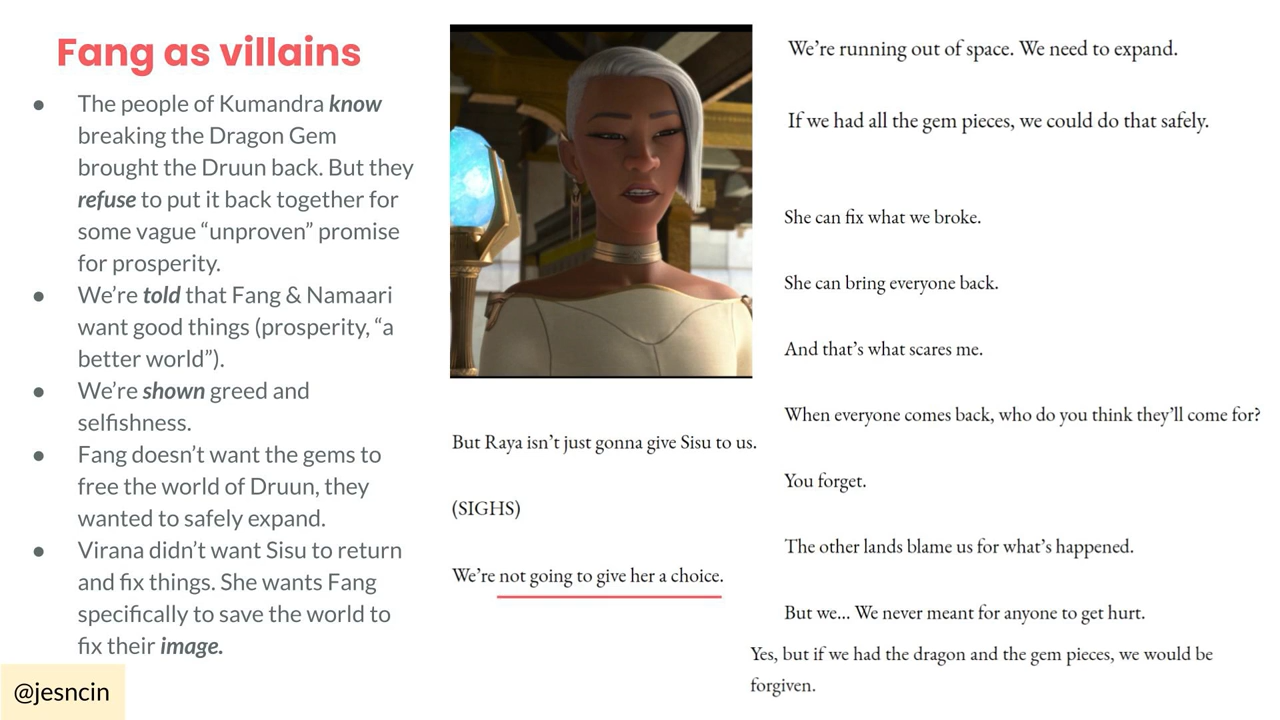 Fang as villains
● The people of Kumandra know
breaking the Dragon Gem
brought the Druun back. But they
refuse to put it back together for
some vague “unproven” promise
for prosperity.
● We’re told that Fang & Namaari
want good things (prosperity, “a
better world”).
● We’re shown greed and
selfishness.
● Fang doesn’t want the gems to
free the world of Druun, they
wanted to safely expand.
● Virana didn’t want Sisu to return
and fix things. She wants Fang
specifically to save the world to
fix their image.
@jesncin
We’re running out of space. We need to expand.
If we had all the gem pieces, we could do that safely.
She can fix what we broke.
She can bring everyone back.
And that’s what scares me.
When everyone comes back, who do you think they’ll come for?
You forget.
The other lands blame us for what’s happened.
But we... We never meant for anyone to get hurt.
Yes, but if we had the dragon and the gem pieces, we would be
forgiven.
But Raya isn’t just gonna give Sisu to us.
(SIGHS)
We’re not going to give her a choice.